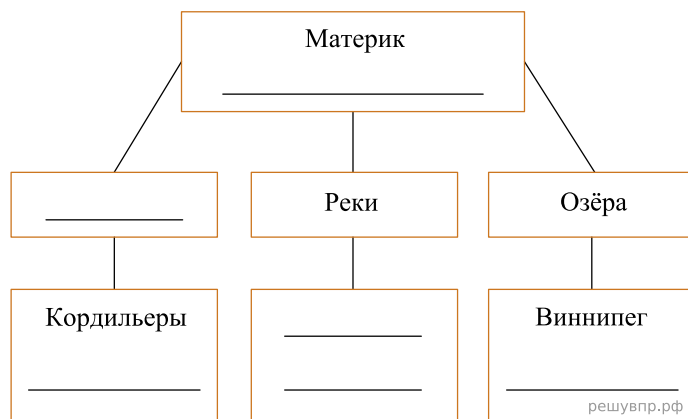 Материк
Реки
Озёра
Кордильеры
Виннипег
решувпр.рф